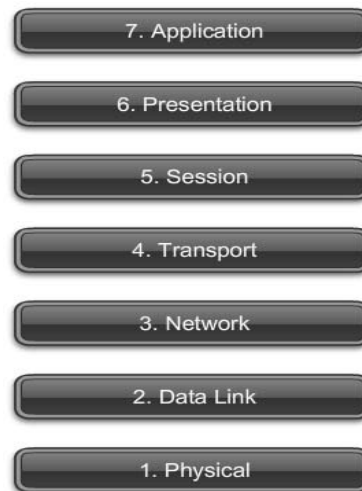 7. Application
6. Presentation
5. Session
4. Transport
3. Network
2. Data Link
1. Physical